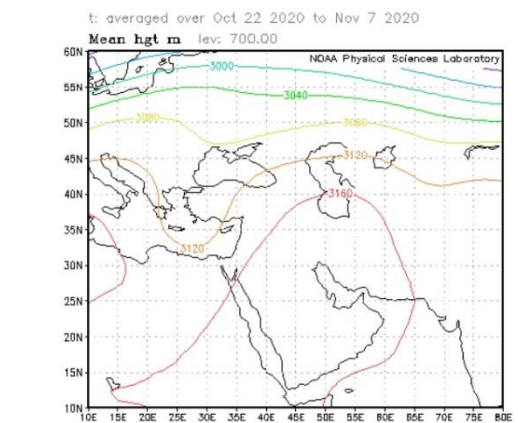 t: averaged over Oct 22 2020 to Nov 7 2020
Mean hgt m lev: 700.00
NOAA Physical Sciences Laboratory
60N
3000
55N
3040
50N
3080
3080
45N
3120
40N
3160
35N
3120
30N
25N
20N
15N
10N
10E 15E 20E 25E 30E 35E 40E 45E 50E 55E 60E 65E 70E 75E 80E